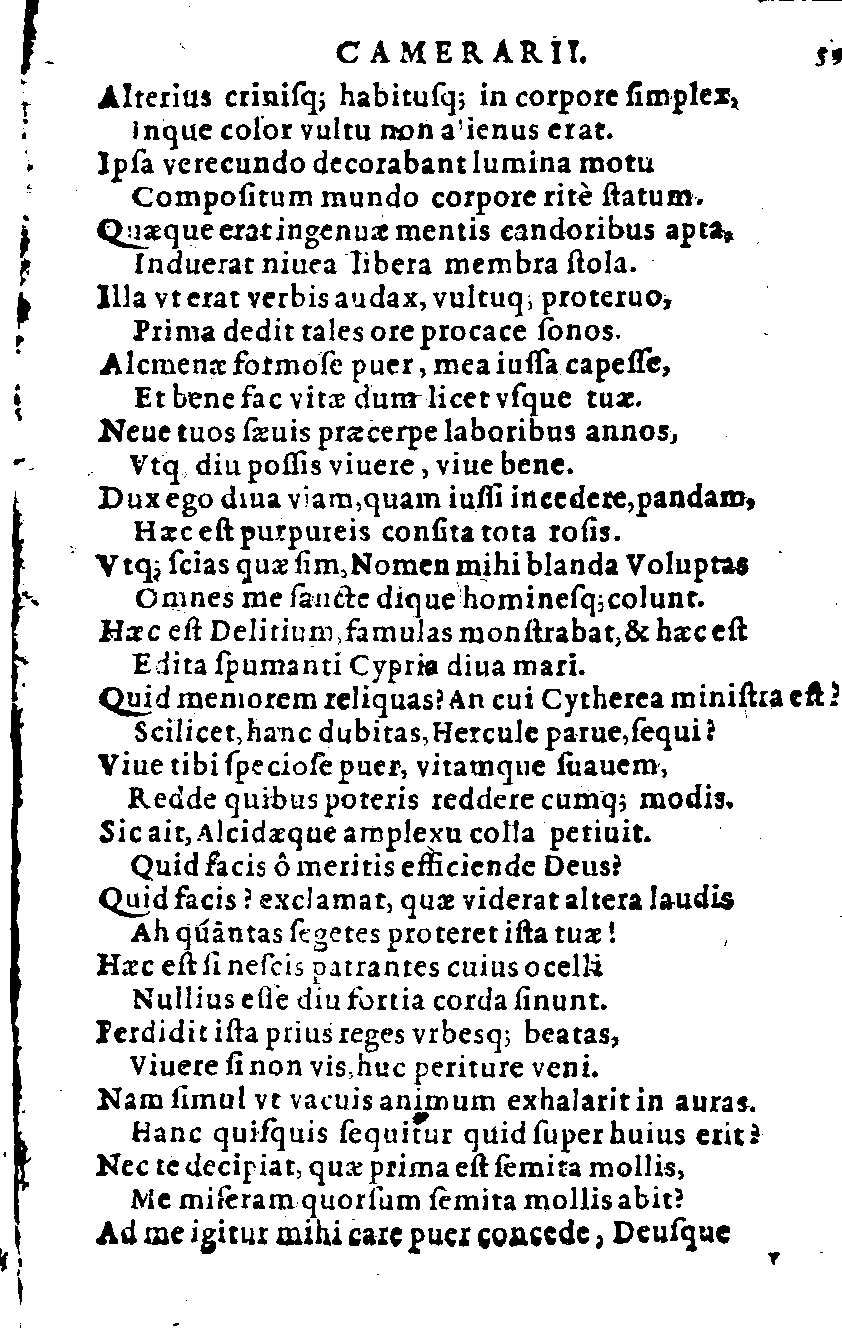 CAMERARII. 59
Alterius criniſq; habituſq; in corpore ſimplex,
Inque color vultu non a'ienus erat.
Ipſa verecundo decorabant lumina motu
Compoſitum mundo corpore ritè ſtatum.
Quæque erat ingenuæ mentis candoribus apta,
Induerat niuea libera membra ſtola.
Illa vt erat verbis audax, vultuq; proteruo,
Prima dedit tales ore procace ſonos.
Alcmenæ formoſe puer, mea iuſſa capeſſe,
Et bene fac vitæ dum licet vſque tuæ.
Neue tuos ſæuis præcerpe laboribus annos,
Vtq, diu poſſis viuere, viue bene.
Dux ego diua viam, quam iuſſi incedere, pandam,
Hæc eſt purpureis conſita tota roſis.
Vtq; ſcias quæ ſim, Nomen mihi blanda Voluptas
Omnes me ſancte dique homineſq; colunt.
Hæc eſt Delitium, famulas monſtrabat, & hæc eſt
Edita ſpumanti Cypria diua mari.
Quid memorem reliquas? An cui Cytherea miniſtra eſt?
Scilicet, hanc dubitas, Hercule parue, ſequi?
Viue tibi ſpecioſe puer, vitamque ſuauem,
Redde quibus poteris reddere cumq; modis.
Sic ait, Alcidæque amplexu colla petiuit.
Quid facis ô meritis efficiende Deus?
Quid facis? exclamat, quæ viderat altera laudis
Ah quántas ſegetes proteret iſta tuæ!
Hæc eſt ſi neſcis patrantes cuius ocelli
Nullius eſſe diu fortia corda ſinunt.
Perdidit iſta prius reges vrbesq; beatas,
Viuere ſi non vis, huc periture veni.
Nam ſimul vt vacuis animum exhalarit in auras.
Hanc quiſquis ſequitur quid ſuper huius erit?
Nec te decipiat, quæ prima eſt ſemita mollis,
Me miſeram quorſum ſemita mollis abit?
Ad me igitur mihi care puer concede, Deuſque